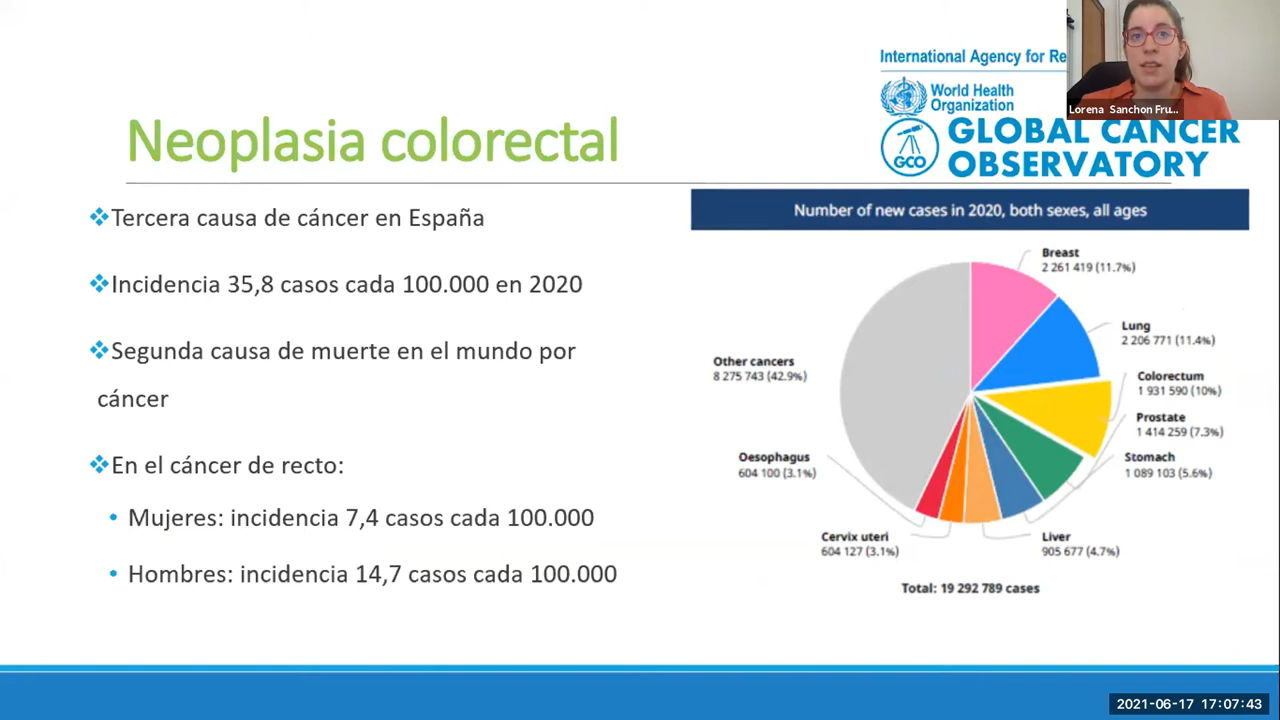 International Agency for Re
World Health
Organization
Lorena Sanchon Fru...
GCO
GLOBAL CANCER
OBSERVATORY
Neoplasia colorectal
❖Tercera causa de cáncer en España
❖Incidencia 35,8 casos cada 100.000 en 2020
❖Segunda causa de muerte en el mundo por
cáncer
❖En el cáncer de recto:
• Mujeres: incidencia 7,4 casos cada 100.000
• Hombres: incidencia 14,7 casos cada 100.000
Number of new cases in 2020, both sexes, all ages
Breast
2 261 419 (11.7%)
Lung
2 206 771 (11.4%)
Colorectum
1 931 590 (10%)
Prostate
1 414 259 (7.3%)
Stomach
1 089 103 (5.6%)
Liver
905 677 (4.7%)
Cervix uteri
604 127 (3.1%)
Oesophagus
604 100 (3.1%)
Other cancers
8 275 743 (42.9%)
Total: 19 292 789 cases
2021-06-17 17:07:43